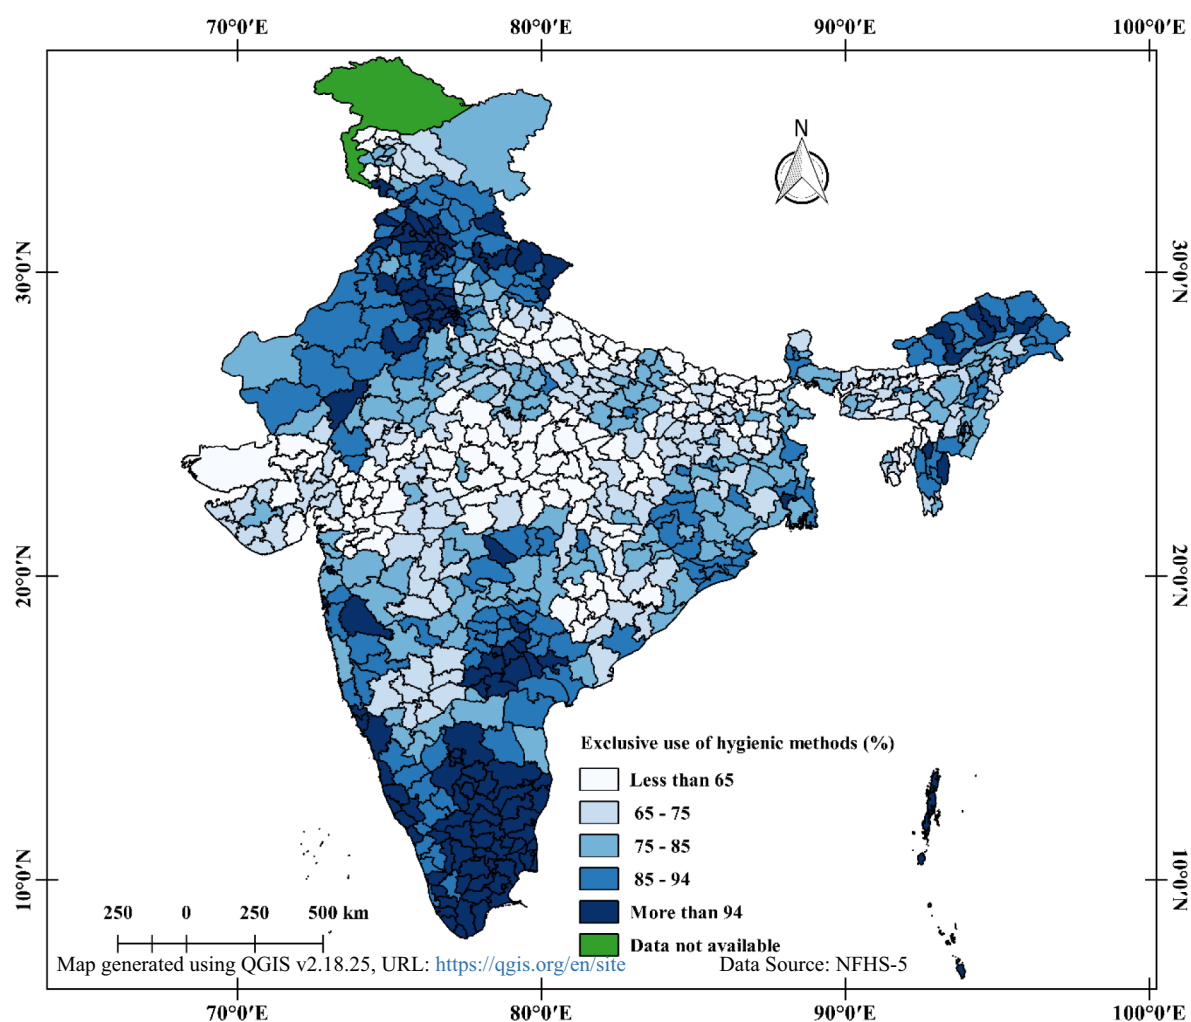 70°0'E 80°0'E 90°0'E 100°0'E
N
30°0'N 30°0'N
20°0'N 20°0'N
10°0'N 10°0'N
Exclusive use of hygienic methods (%)
Less than 65
65 - 75
75 - 85
85 - 94
More than 94
Data not available
250 0 250 500 km
Map generated using QGIS v2.18.25, URL: https://qgis.org/en/site Data Source: NFHS-5
70°0'E 80°0'E 90°0'E 100°0'E